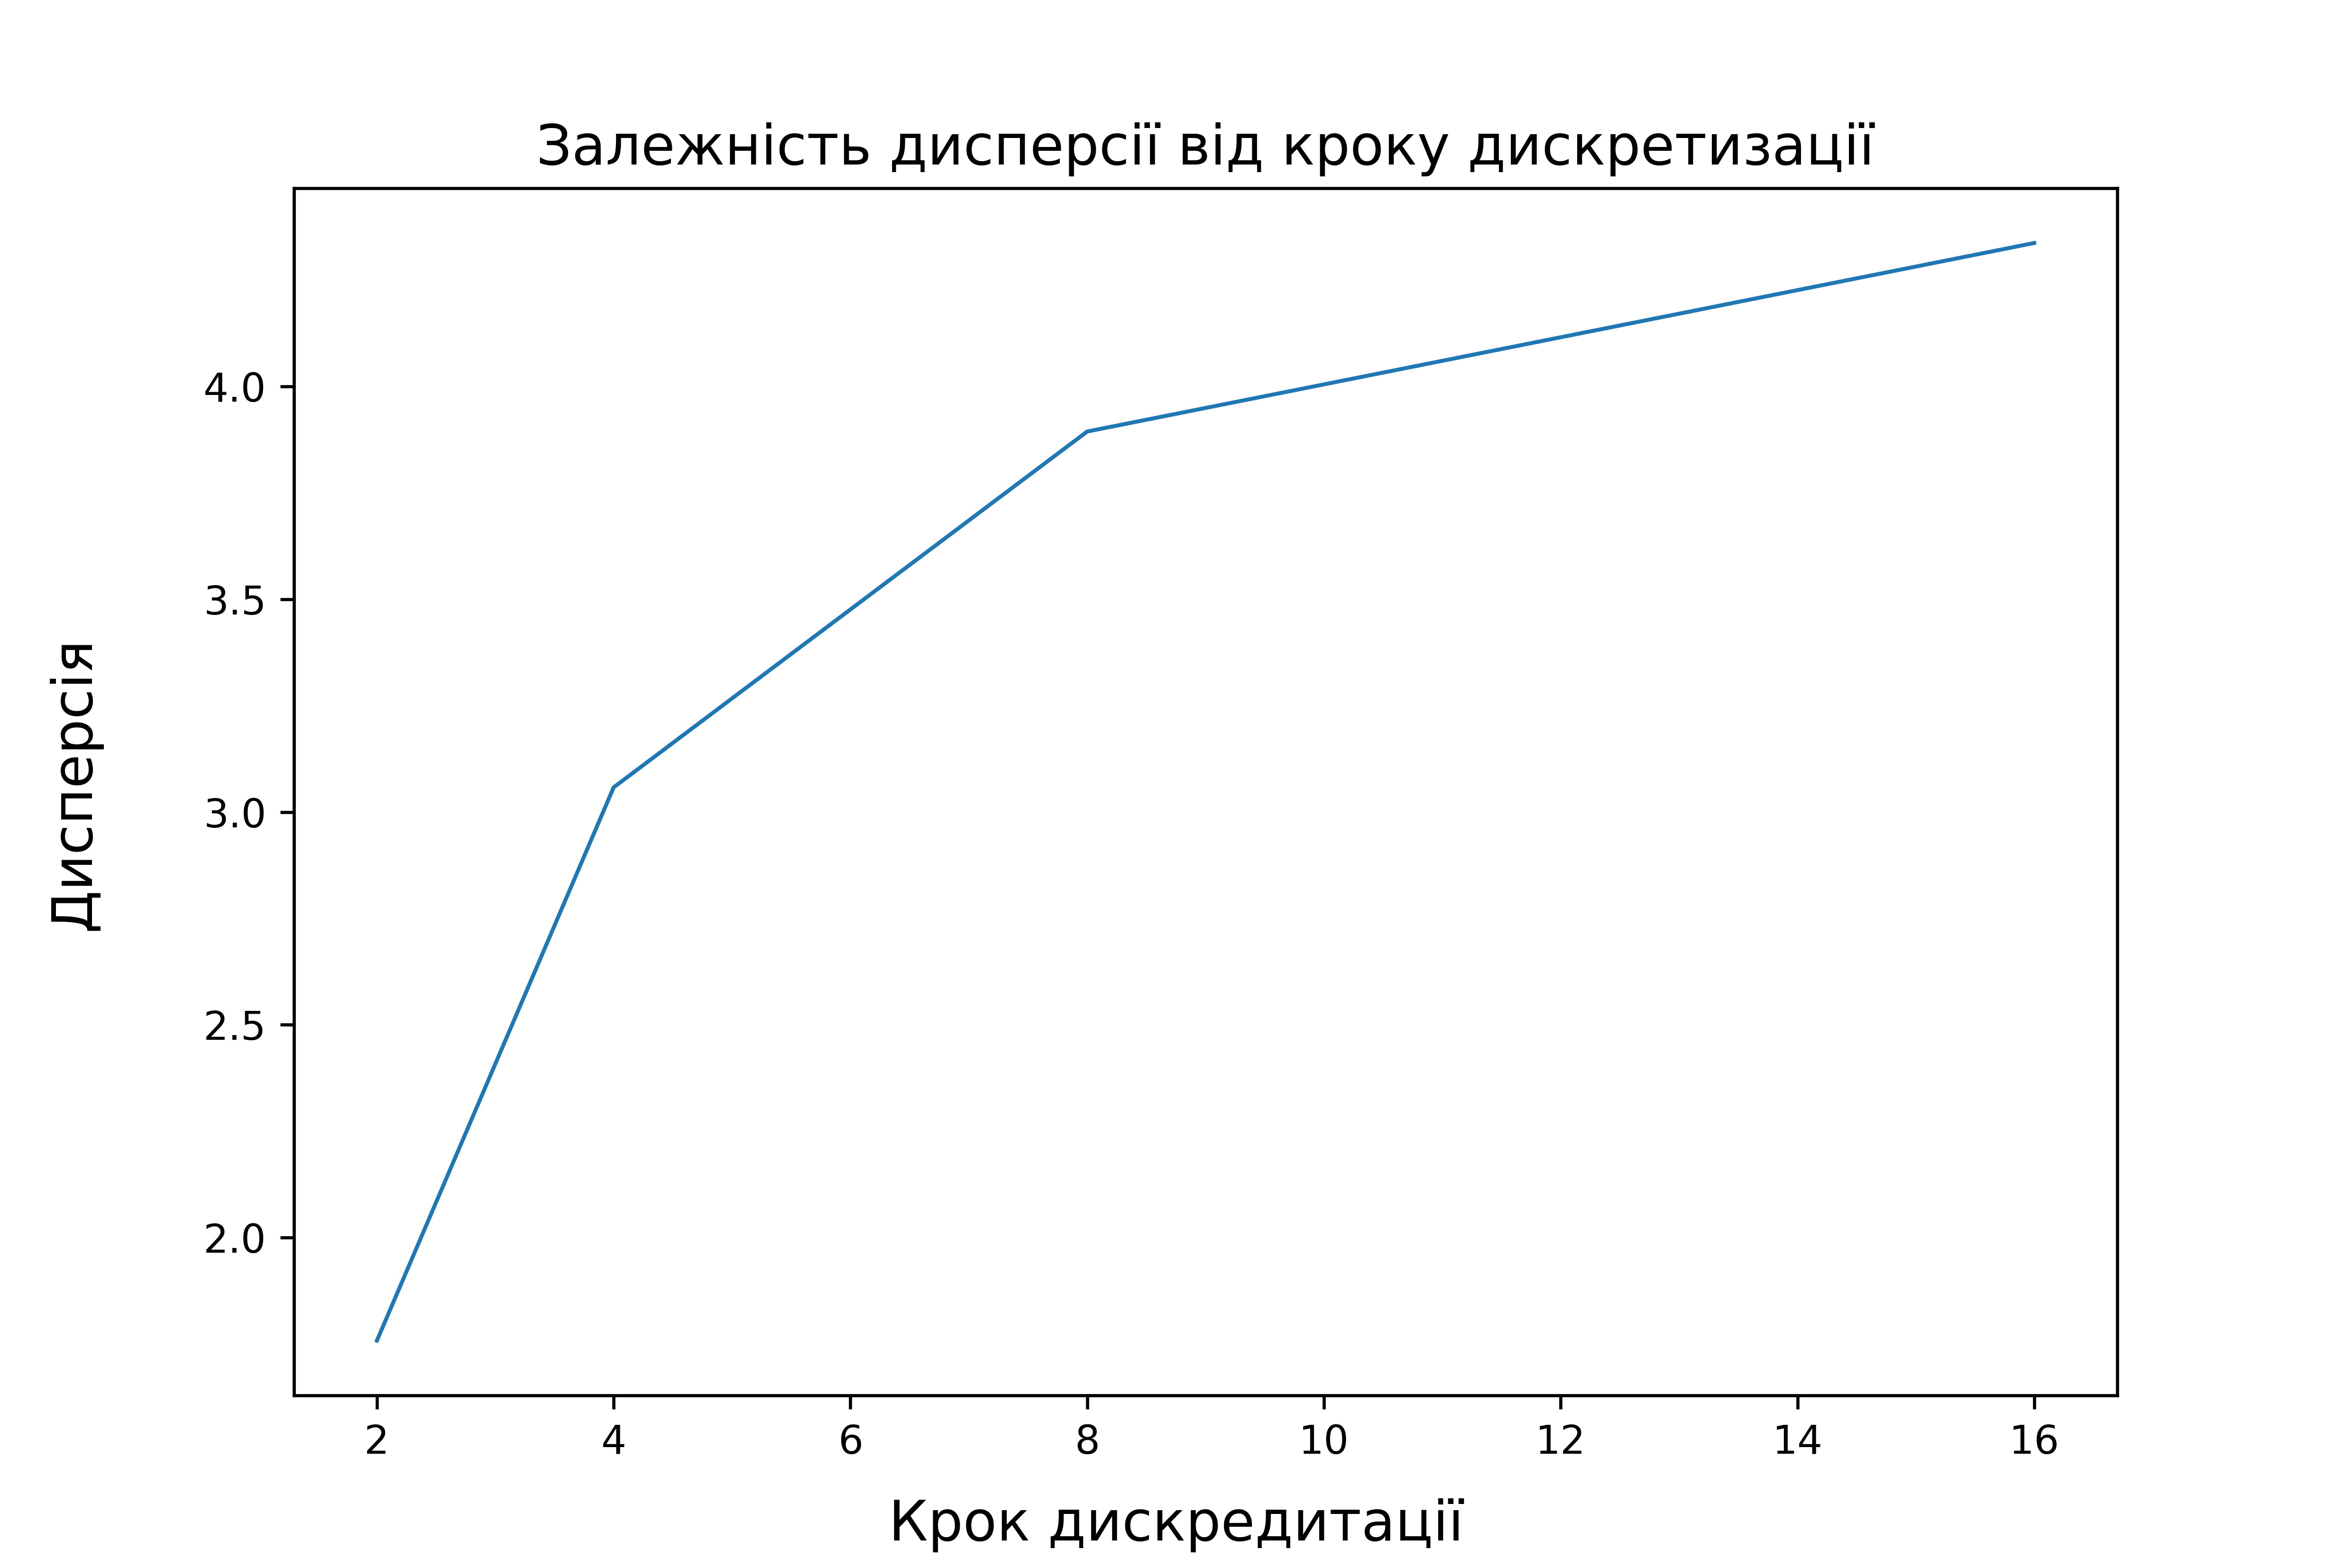 Залежність дисперсії від кроку дискретизації
Дисперсія
4.0
3.5
3.0
2.5
2.0
2 4 6 8 10 12 14 16
Крок дискредитації